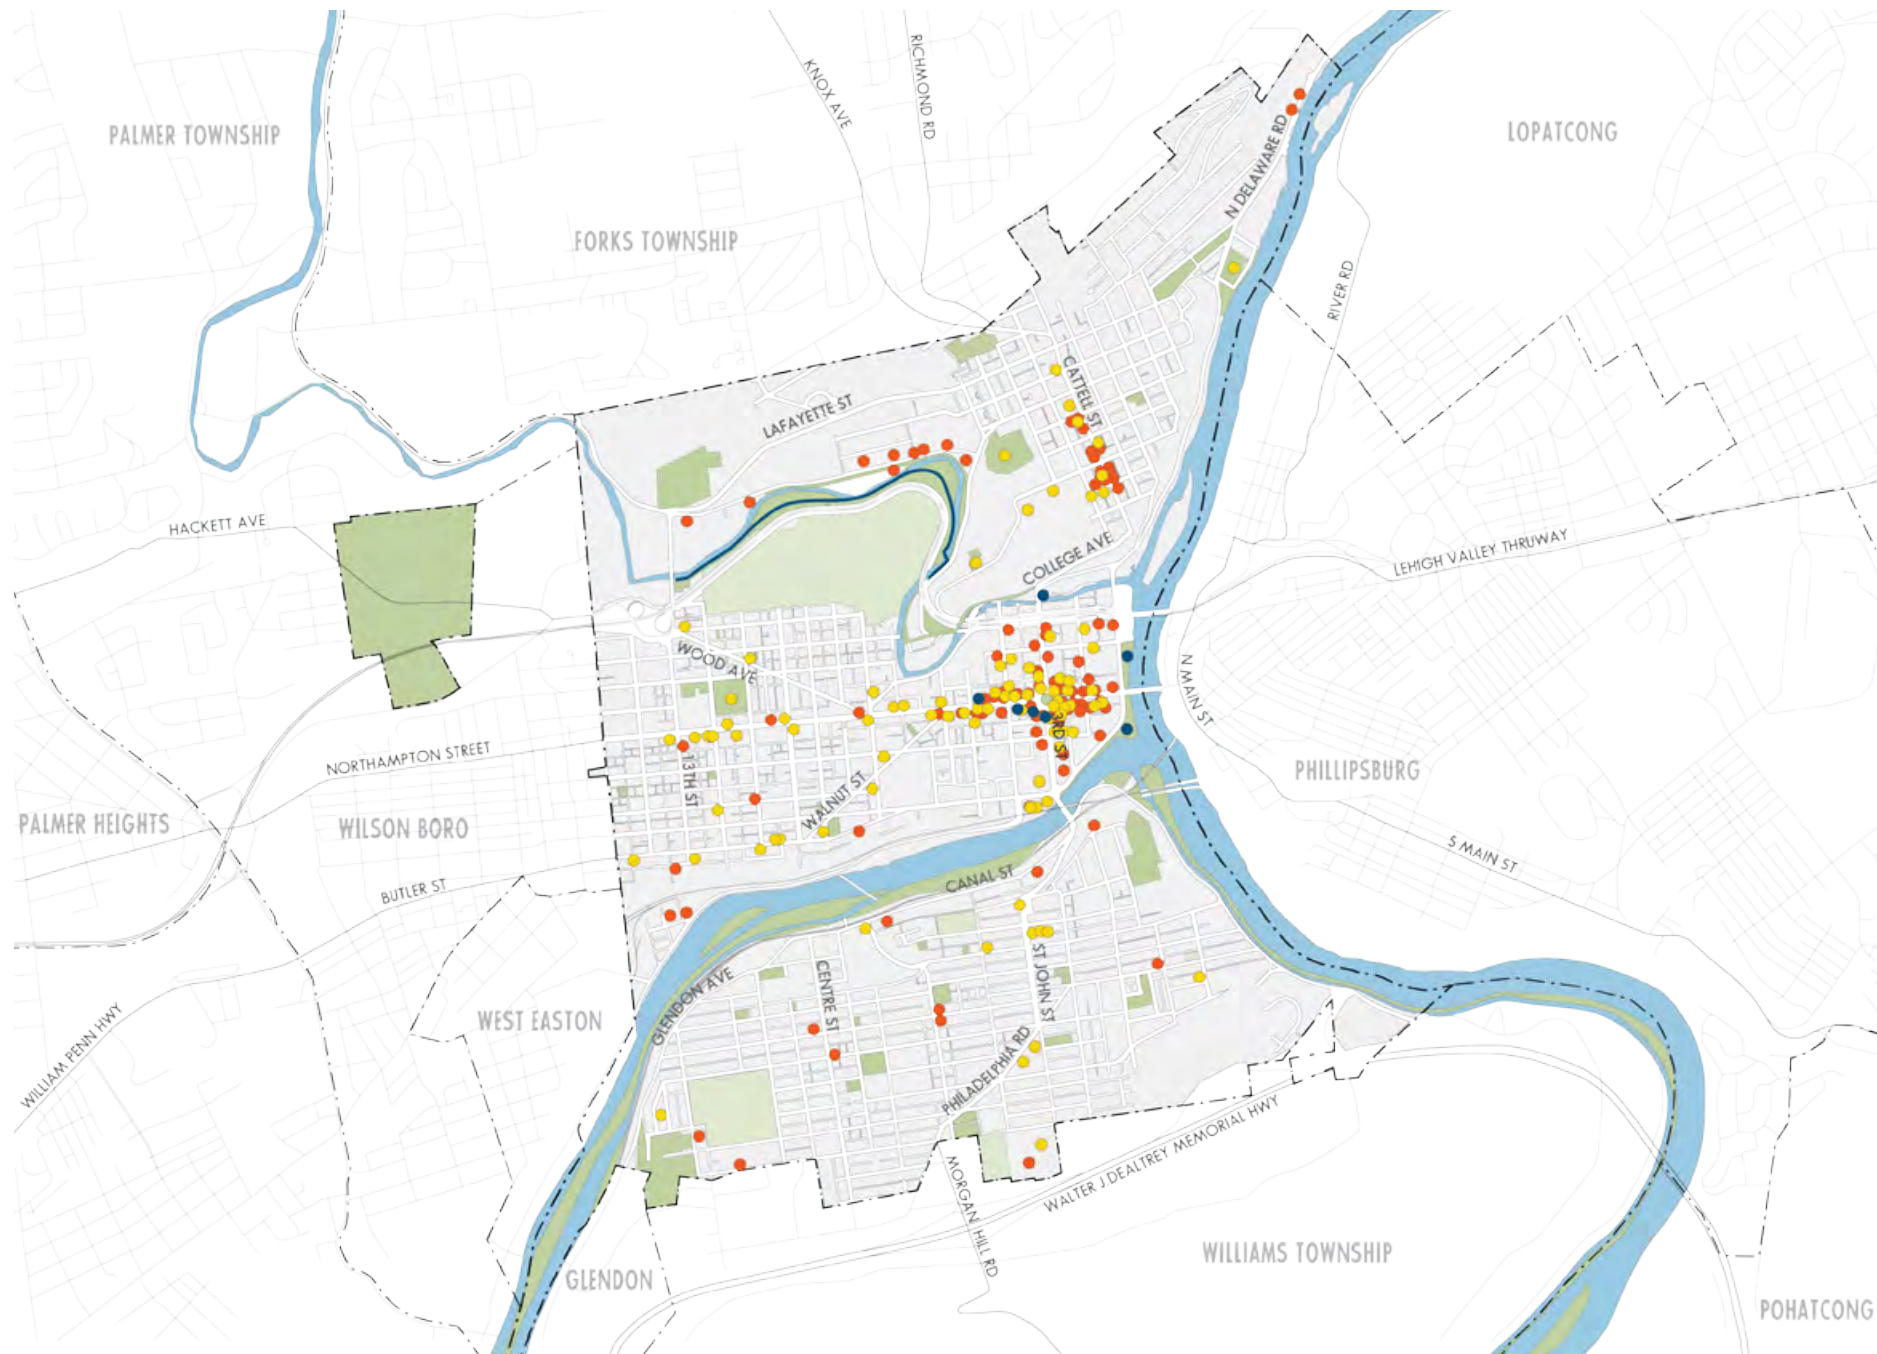 KNOX AVE
RICHMOND RD
PALMER TOWNSHIP
LOPATCONG
N DELAWARE RD
FORKS TOWNSHIP
RIVER RD
CATTELL ST
LAFAYETTE ST
HACKETT AVE
COLLEGE AVE
LEHIGH VALLEY THRUWAY
WOOD AVE
N MAIN ST
3RD ST
NORTHAMPTON STREET
13TH ST
PHILLIPSBURG
WALNUT ST
PALMER HEIGHTS
WILSON BORO
S MAIN ST
BUTLER ST
CANAL ST
CENTRE ST
ST JOHN ST
GLENDON AVE
WEST EASTON
WILLIAM PENN HWY
PHILADELPHIA RD
WALTER J.DEALTREY MEMORIAL HWY
MORGAN HILL RD
WILLIAMS TOWNSHIP
GLENDON
POHATCONG